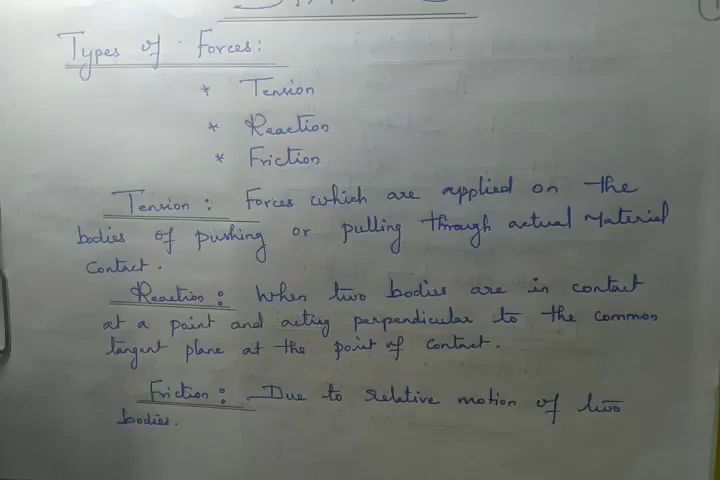 Types of Forces:
* Tension
* Reaction
* Friction
Tension: Forces which are applied on the
bodies of pushing or pulling through actual Material
Contact.
Reaction: When two bodies are in contact
at a point and acting perpendicular to the common
tangent plane at the point of contact.
Friction: Due to relative motion of two
bodies.